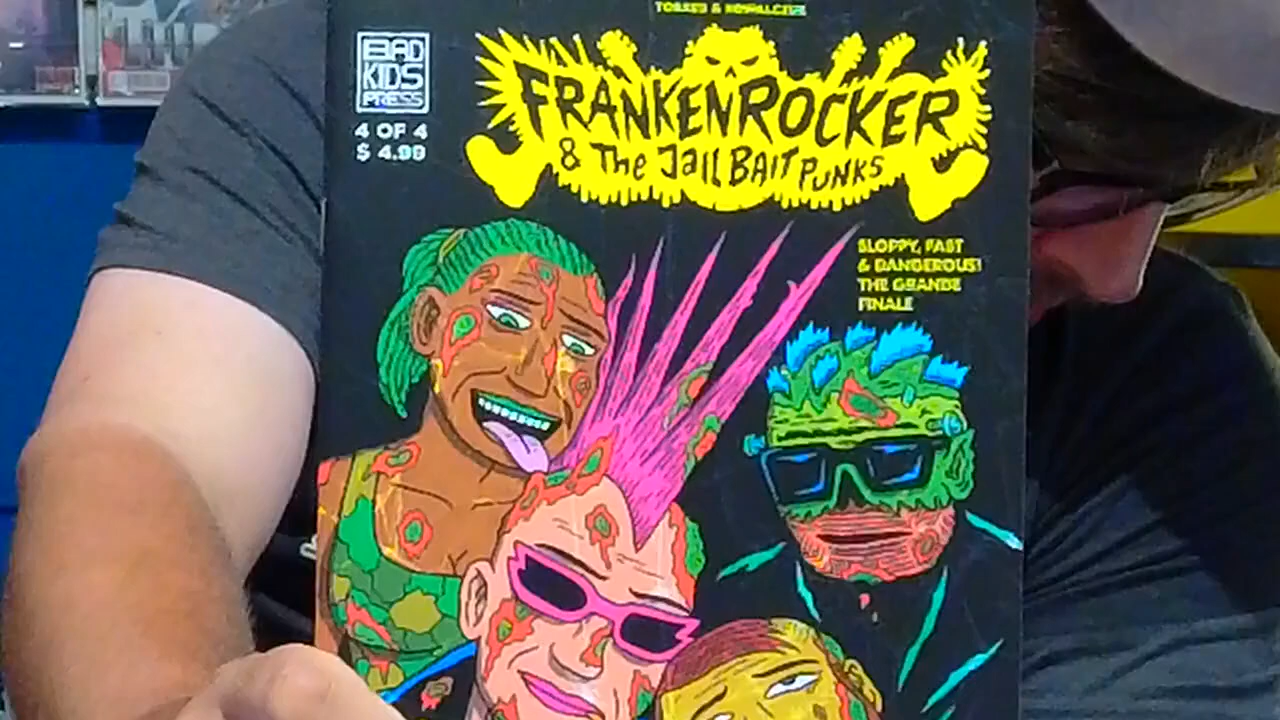 BAD
KIDS
PRESS
4 OF 4
$ 4.99
FRANKENROCKER
& The Jail BAIT PUNKS
SLOPPY, FAST
& DANGEROUS!
THE GRANDE
FINALE